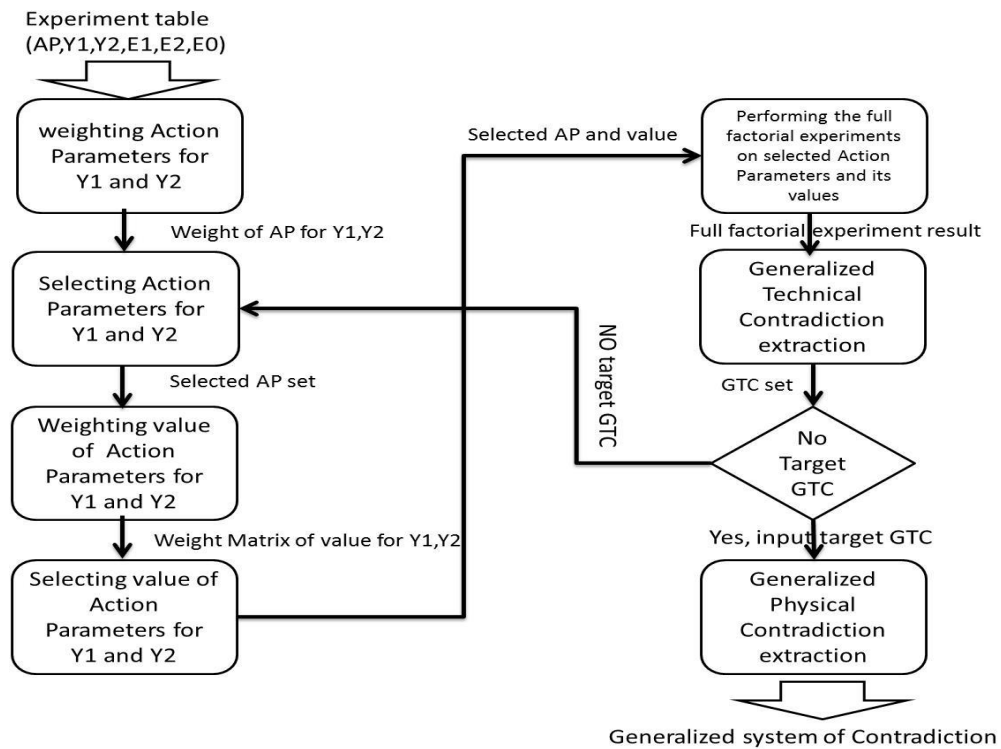 Experiment table
(AP,Y1,Y2,E1,E2,E0)
weighting Action
Parameters for
Y1 and Y2
Weight of AP for Y1,Y2
Selecting Action
Parameters for
Y1 and Y2
Selected AP set
Weighting value
of Action
Parameters for
Y1 and Y2
Weight Matrix of value for Y1,Y2
Selecting value of
Action
Parameters for
Y1 and Y2
Selected AP and value
Performing the full
factorial experiments
on selected Action
Parameters and its
values
Full factorial experiment result
Generalized
Technical
Contradiction
extraction
GTC set
No
Target
GTC
NO target GTC
Yes, input target GTC
Generalized
Physical
Contradiction
extraction
Generalized system of Contradiction